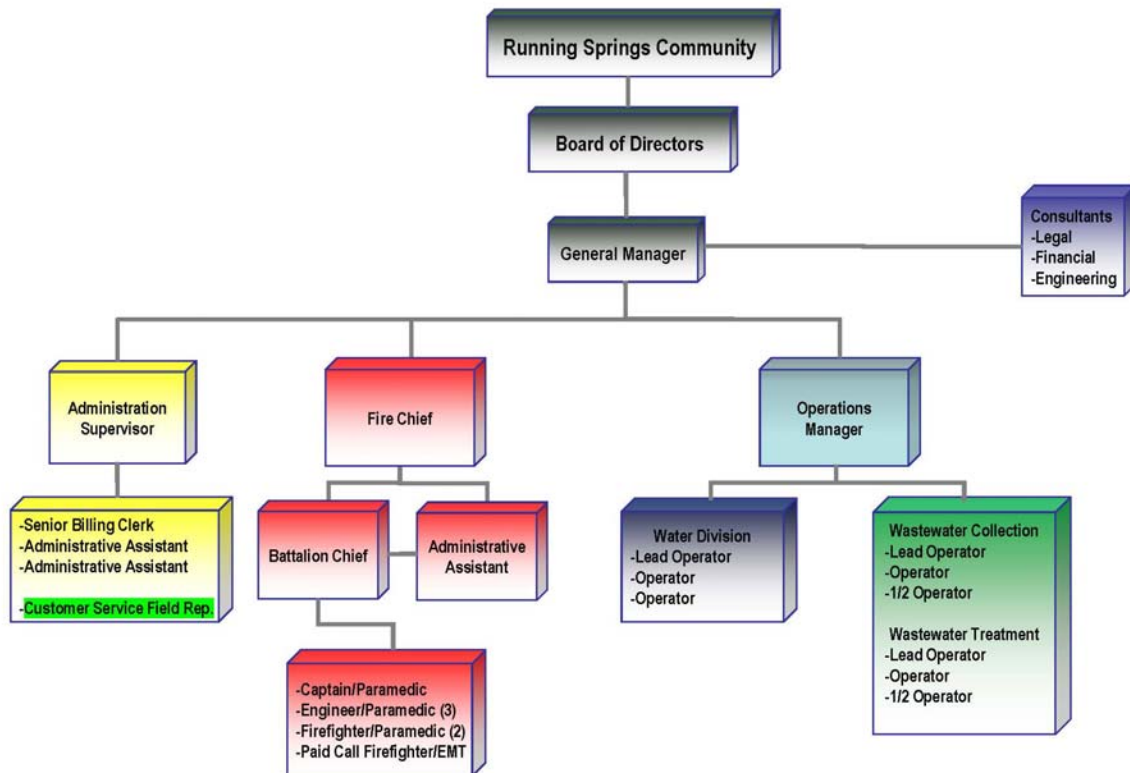 Running Springs Community
Board of Directors
General Manager
Consultants
-Legal
-Financial
-Engineering
Administration
Supervisor
Fire Chief
Operations
Manager
-Senior Billing Clerk
-Administrative Assistant
-Administrative Assistant
-Customer Service Field Rep.
Battalion Chief
Administrative
Assistant
Water Division
-Lead Operator
-Operator
-Operator
Wastewater Collection
-Lead Operator
-Operator
-1/2 Operator
Wastewater Treatment
-Lead Operator
-Operator
-1/2 Operator
-Captain/Paramedic
-Engineer/Paramedic (3)
-Firefighter/Paramedic (2)
-Paid Call Firefighter/EMT